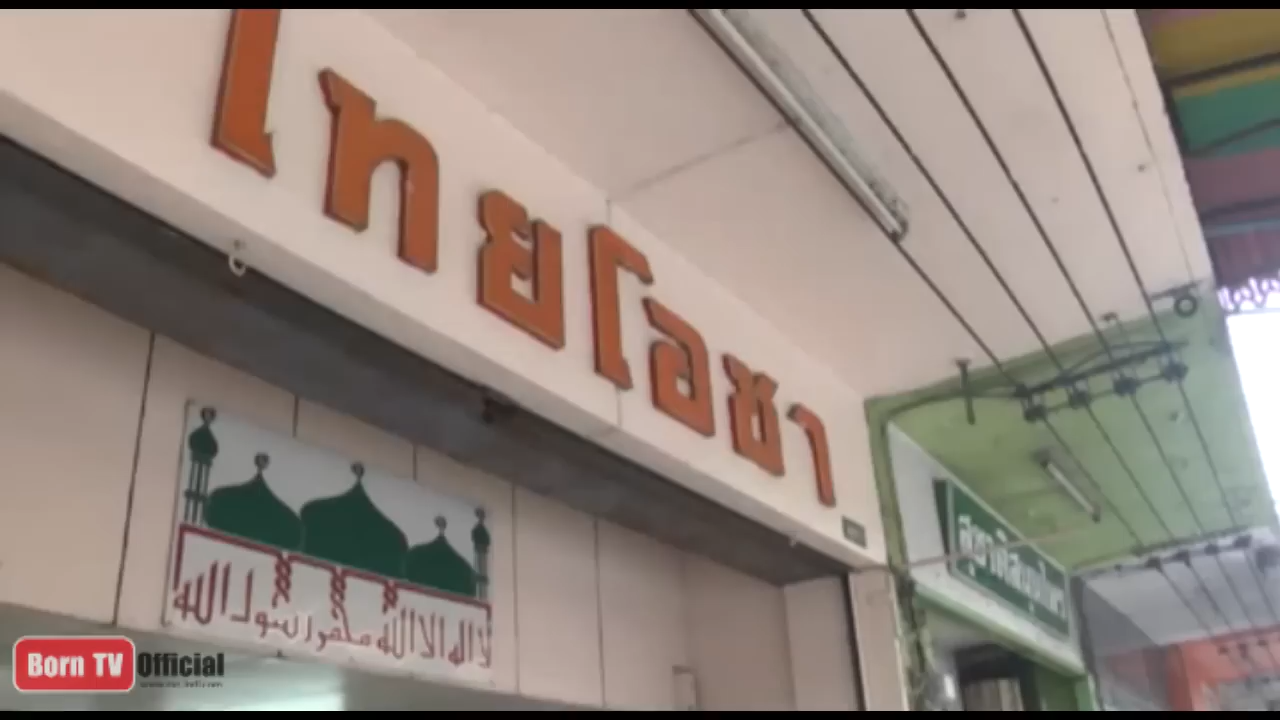 ไทยโอชา
لا اله الا الله محمد رسول الله
Born TV Official